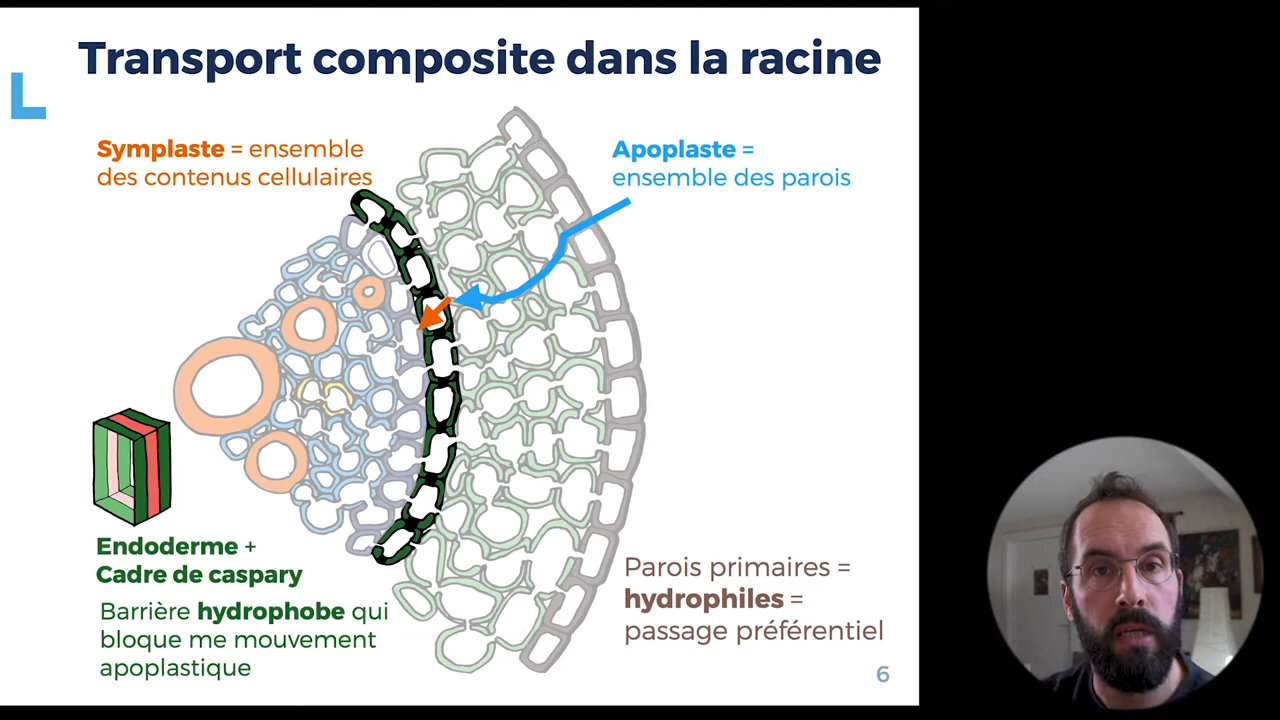 Transport composite dans la racine
Symplaste = ensemble
des contenus cellulaires
Apoplaste =
ensemble des parois
Endoderme +
Cadre de caspary
Barrière hydrophobe qui
bloque me mouvement
apoplastique
Parois primaires =
hydrophiles =
passage préférentiel
6